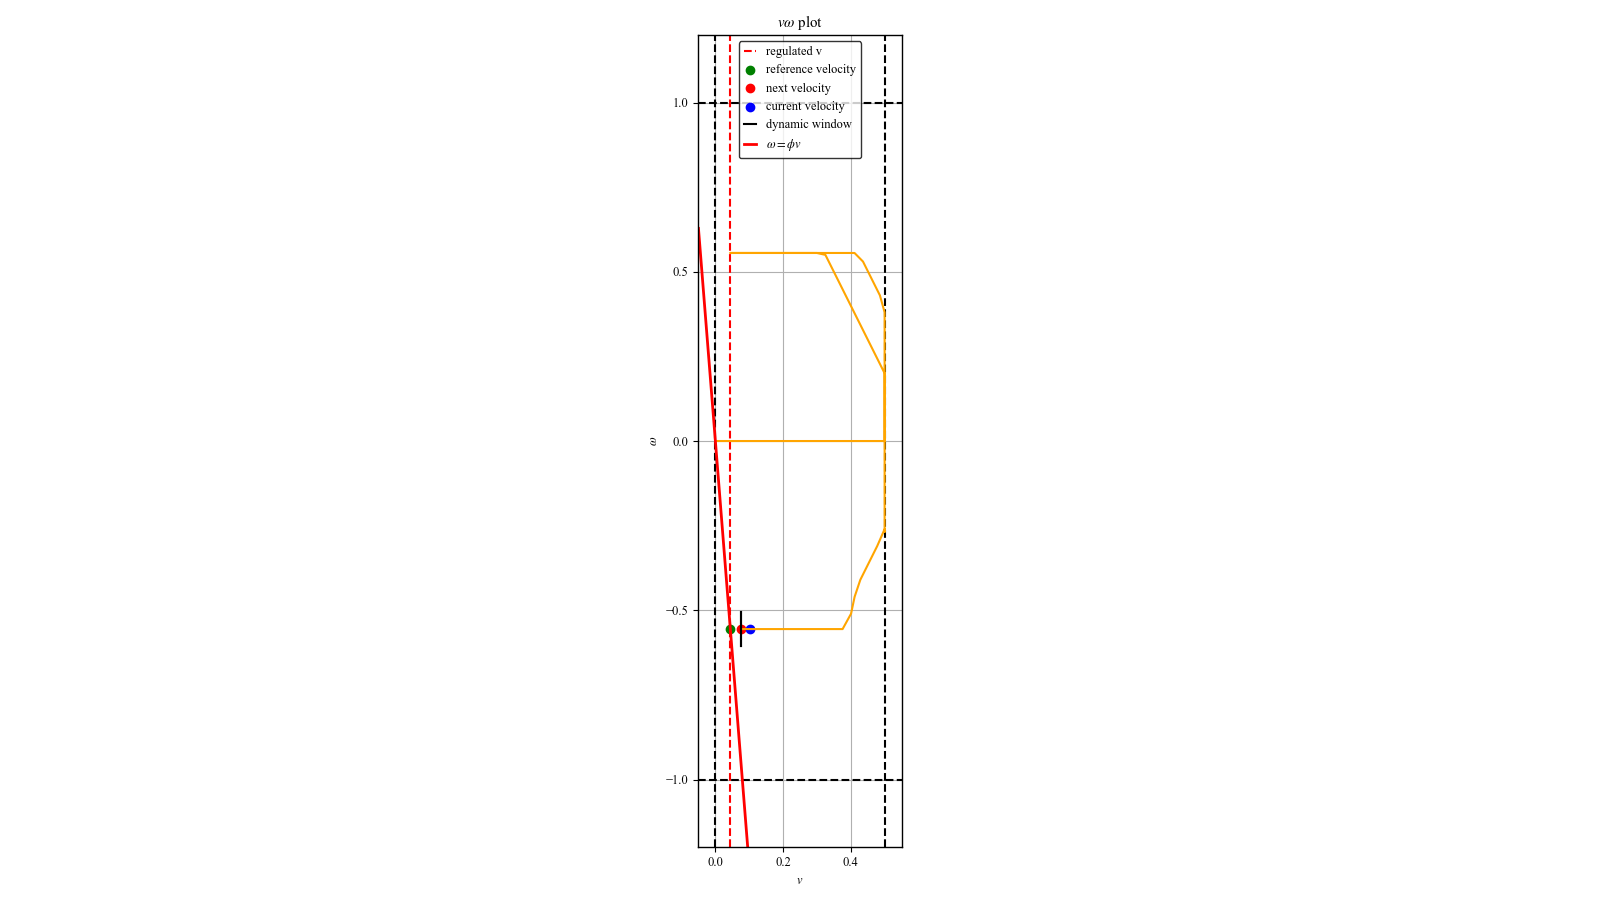 vω plot
regulated v
reference velocity
next velocity
current velocity
dynamic window
ω = ϕv
1.0
0.5
0.0
−0.5
−1.0
ω
0.0 0.2 0.4
v